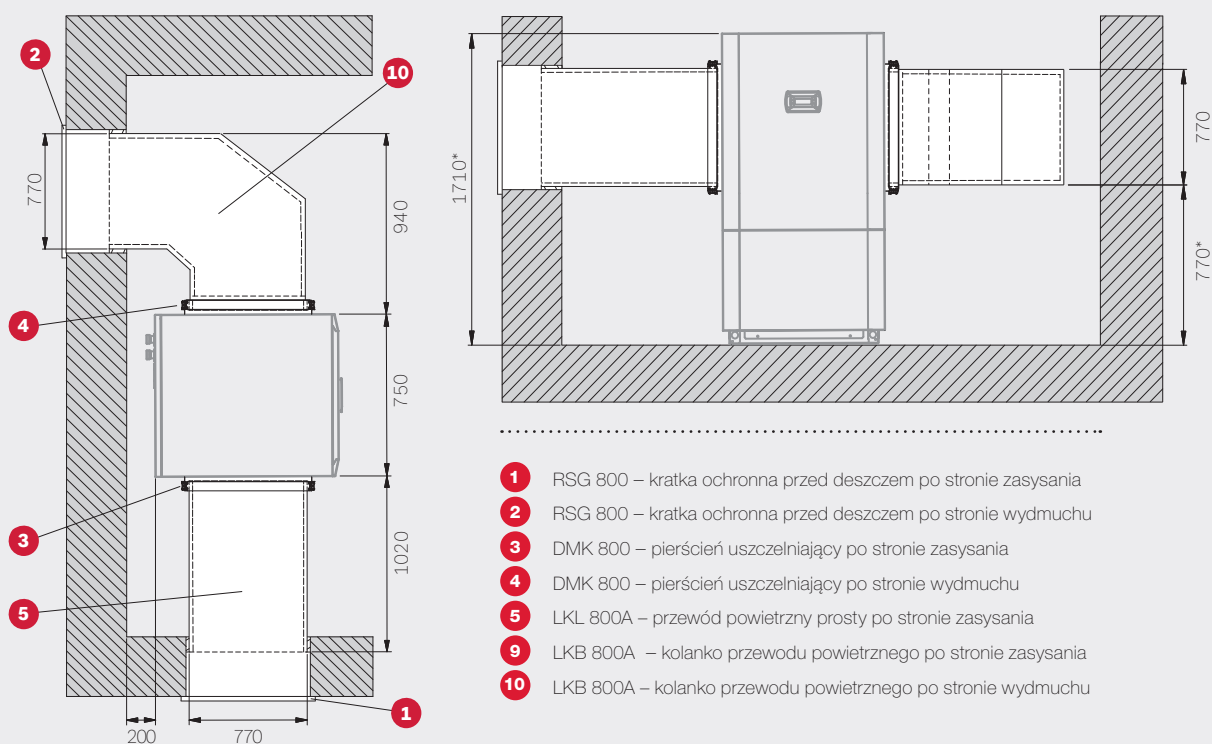 2
10
770
940
4
750
3
1020
5
1
200
770
1710*
770
770*
1 RSG 800 – kratka ochronna przed deszczem po stronie zasysania
2 RSG 800 – kratka ochronna przed deszczem po stronie wydmuchu
3 DMK 800 – pierścień uszczelniający po stronie zasysania
4 DMK 800 – pierścień uszczelniający po stronie wydmuchu
5 LKL 800A – przewód powietrzny prosty po stronie zasysania
9 LKB 800A – kolanko przewodu powietrznego po stronie zasysania
10 LKB 800A – kolanko przewodu powietrznego po stronie wydmuchu